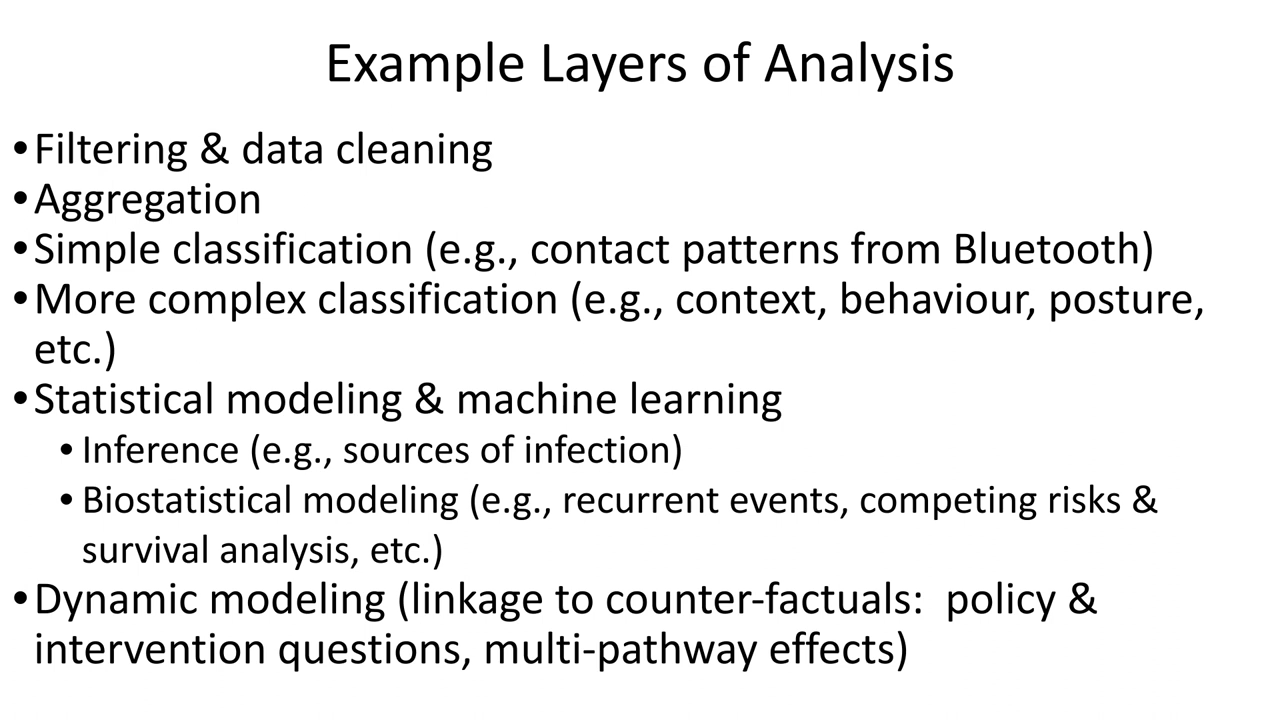 Example Layers of Analysis
•Filtering & data cleaning
•Aggregation
•Simple classification (e.g., contact patterns from Bluetooth)
•More complex classification (e.g., context, behaviour, posture,
etc.)
•Statistical modeling & machine learning
• Inference (e.g., sources of infection)
• Biostatistical modeling (e.g., recurrent events, competing risks &
survival analysis, etc.)
•Dynamic modeling (linkage to counter-factuals:  policy &
intervention questions, multi-pathway effects)